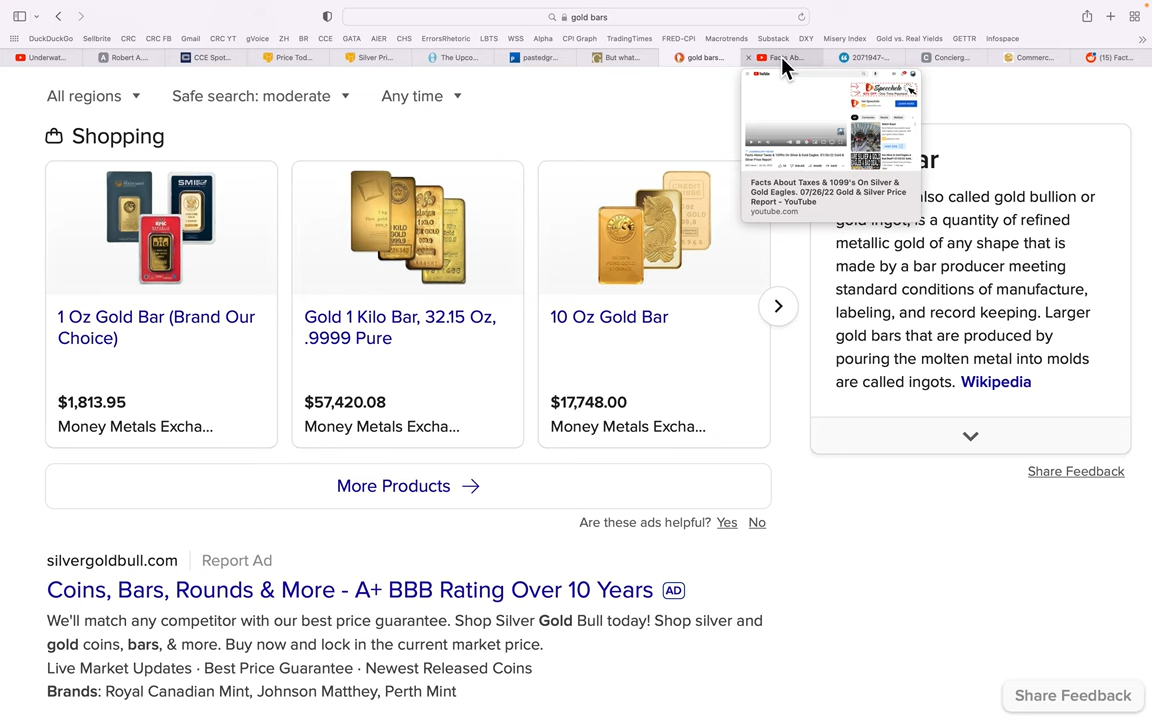 gold bars
DuckDuckGo Sellbrite CRC CRC FB Gmail CRC YT gVoice ZH BR CCE GATA AIER CHS ErrorsRhetoric LBTS WSS Alpha CPI Graph TradingTimes FRED-CPI Macrotrends Substack DXY Misery Index Gold vs. Real Yields GETTR Infospace
Underwat... Robert A.... CCE Spot... Price Tod... Silver Pri... The Upco... pastedgr... But what... gold bars... Facts Ab... 2071947-... Concierg... Commerc... (15) Fact...
All regions Safe search: moderate Any time
Shopping
Facts About Taxes & 1099's On Silver &
Gold Eagles. 07/26/22 Gold & Silver Price
Report - YouTube
youtube.com
1 Oz Gold Bar (Brand Our
Choice)
$1,813.95
Money Metals Excha...
Gold 1 Kilo Bar, 32.15 Oz,
.9999 Pure
$57,420.08
Money Metals Excha...
10 Oz Gold Bar
$17,748.00
Money Metals Excha...
also called gold bullion or
gold ingot, is a quantity of refined
metallic gold of any shape that is
made by a bar producer meeting
standard conditions of manufacture,
labeling, and record keeping. Larger
gold bars that are produced by
pouring the molten metal into molds
are called ingots. Wikipedia
Share Feedback
More Products
Are these ads helpful? Yes No
silvergoldbull.com Report Ad
Coins, Bars, Rounds & More - A+ BBB Rating Over 10 Years AD
We'll match any competitor with our best price guarantee. Shop Silver Gold Bull today! Shop silver and
gold coins, bars, & more. Buy now and lock in the current market price.
Live Market Updates · Best Price Guarantee · Newest Released Coins
Brands: Royal Canadian Mint, Johnson Matthey, Perth Mint
Share Feedback